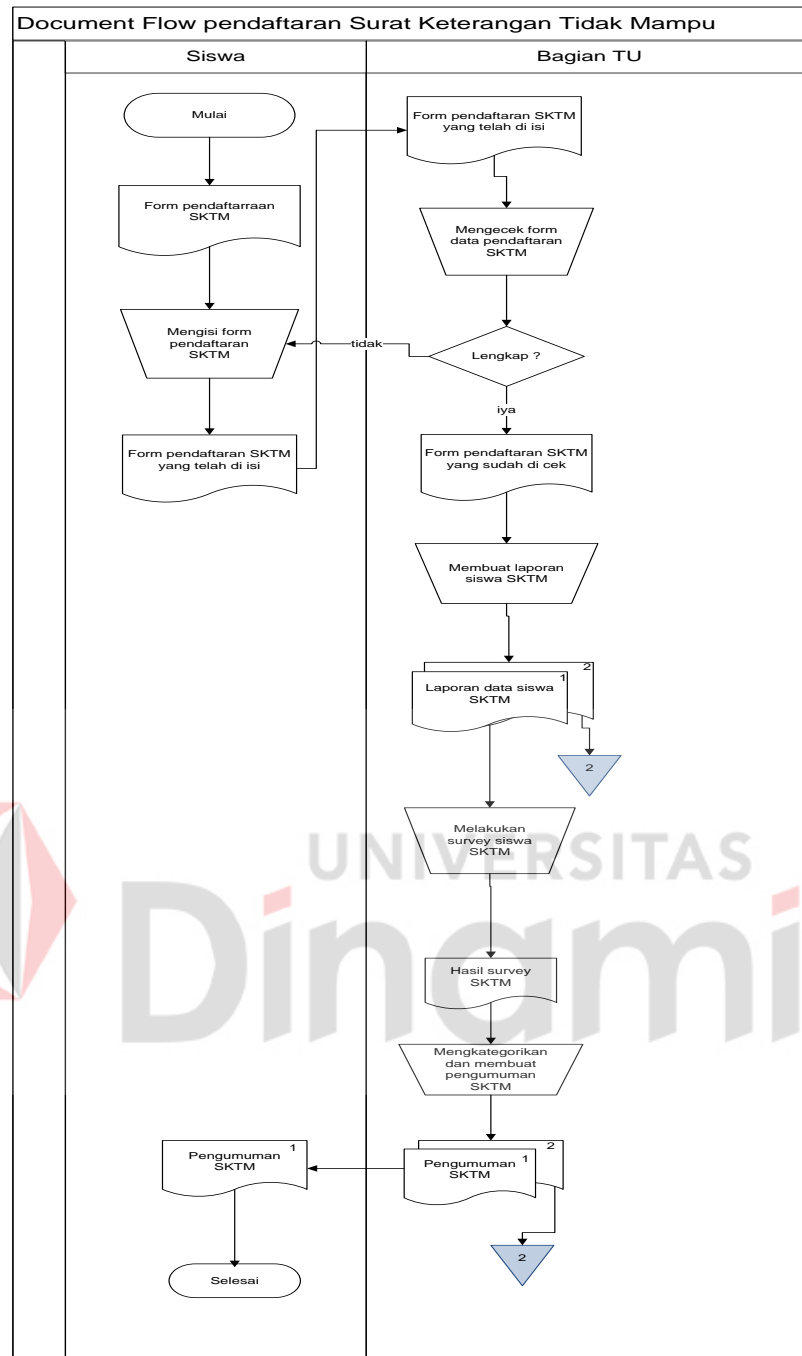 Document Flow pendaftaran Surat Keterangan Tidak Mampu
Siswa
Bagian TU
Mulai
Form pendaftarraan
SKTM
Mengisi form
pendaftaran
SKTM
Form pendaftaran SKTM
yang telah di isi
Form pendaftaran SKTM
yang telah di isi
Mengecek form
data pendaftaran
SKTM
Lengkap ?
tidak
iya
Form pendaftaran SKTM
yang sudah di cek
Membuat laporan
siswa SKTM
2
1
Laporan data siswa
SKTM
2
Melakukan
survey siswa
SKTM
UNIVERSITAS
Dinami
Hasil survey
SKTM
Mengkategorikan
dan membuat
pengumuman
SKTM
2
Pengumuman 1
SKTM
2
1
Pengumuman
SKTM
Selesai